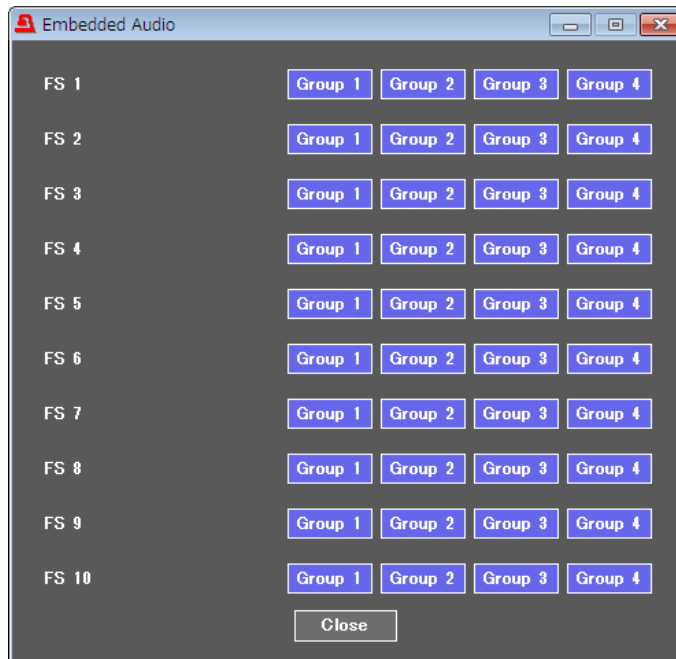 Embedded Audio
FS 1 Group 1 Group 2 Group 3 Group 4
FS 2 Group 1 Group 2 Group 3 Group 4
FS 3 Group 1 Group 2 Group 3 Group 4
FS 4 Group 1 Group 2 Group 3 Group 4
FS 5 Group 1 Group 2 Group 3 Group 4
FS 6 Group 1 Group 2 Group 3 Group 4
FS 7 Group 1 Group 2 Group 3 Group 4
FS 8 Group 1 Group 2 Group 3 Group 4
FS 9 Group 1 Group 2 Group 3 Group 4
FS 10 Group 1 Group 2 Group 3 Group 4
Close